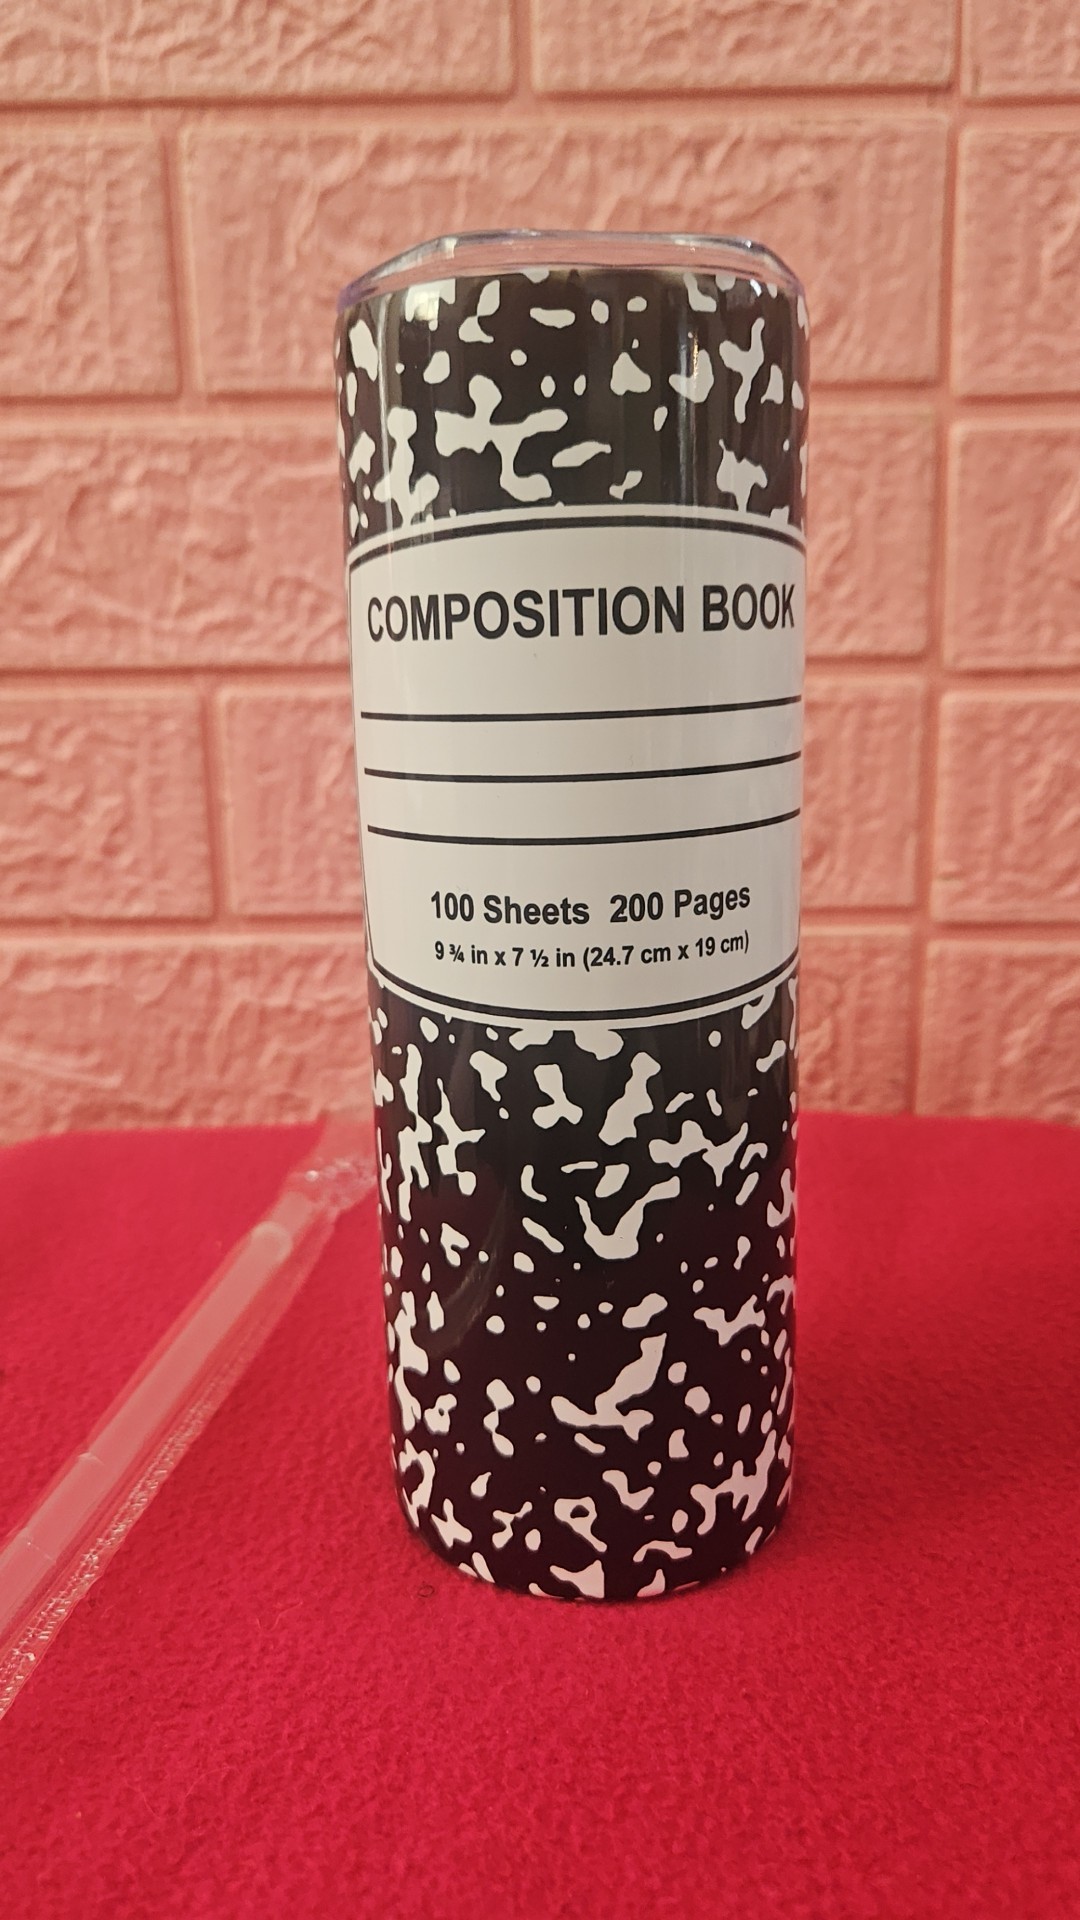 COMPOSITION BOOK
100 Sheets 200 Pages
9 ¾ in x 7 ½ in (24.7 cm x 19 cm)